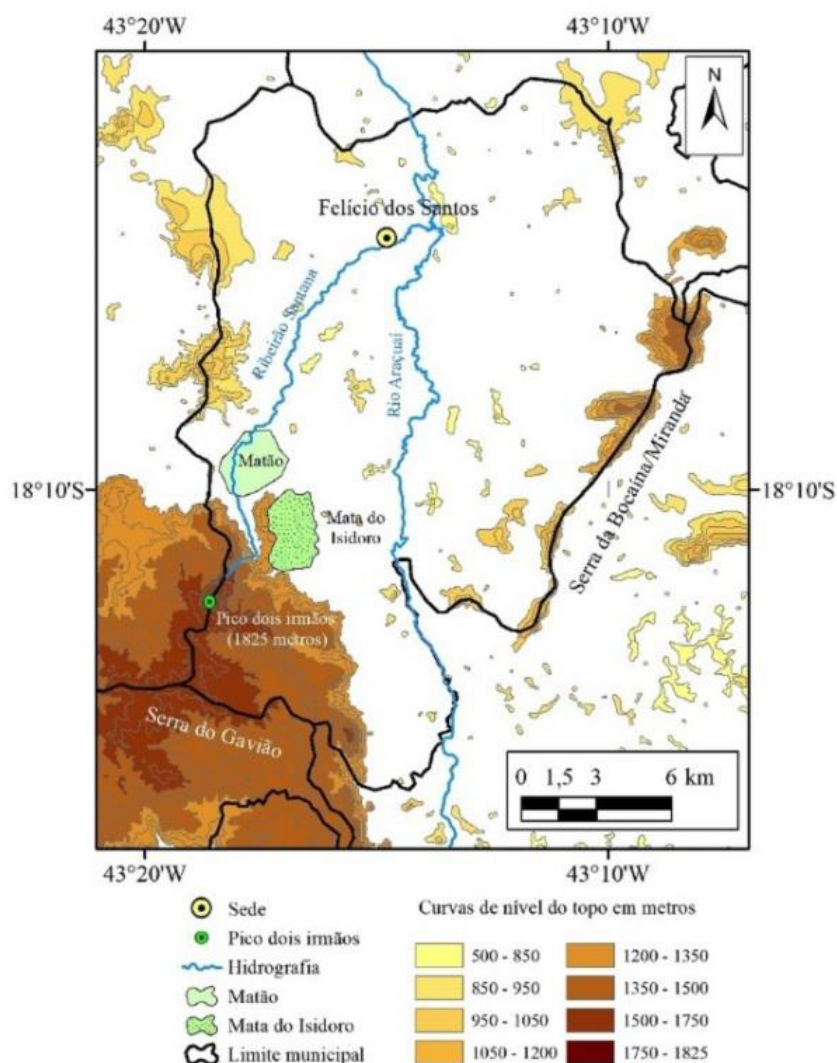 43°20'W 43°10'W
N
Felício dos Santos
Ribeirão Santana
Rio Araçuaí
Matão
18°10'S 18°10'S
Mata do
Isidoro
Serra da Bocaina/Miranda
Pico dois irmãos
(1825 metros)
Serra do Gavião
0 1,5 3 6 km
43°20'W 43°10'W
Sede
Pico dois irmãos
Hidrografia
Matão
Mata do Isidoro
Limite municipal
Curvas de nível do topo em metros
500 - 850 1200 - 1350
850 - 950 1350 - 1500
950 - 1050 1500 - 1750
1050 - 1200 1750 - 1825